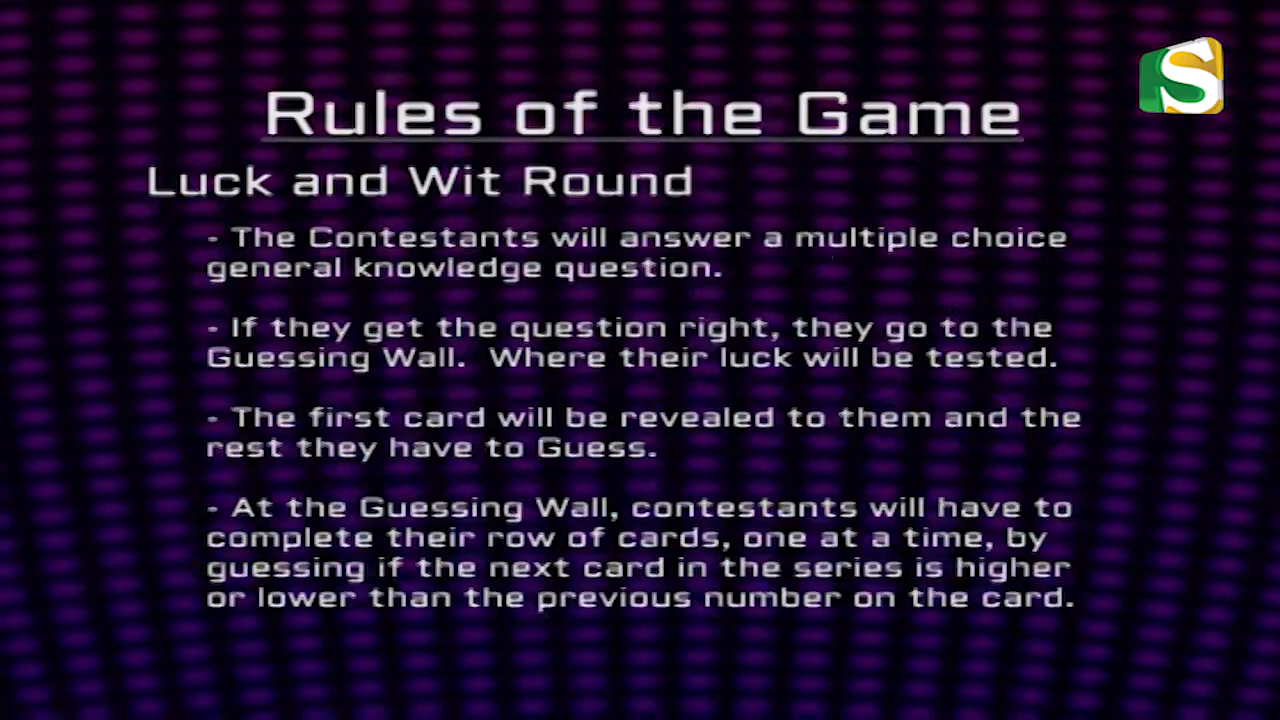 S
Rules of the Game
Luck and Wit Round
- The Contestants will answer a multiple choice
general knowledge question.
- If they get the question right, they go to the
Guessing Wall.  Where their luck will be tested.
- The first card will be revealed to them and the
rest they have to Guess.
- At the Guessing Wall, contestants will have to
complete their row of cards, one at a time, by
guessing if the next card in the series is higher
or lower than the previous number on the card.